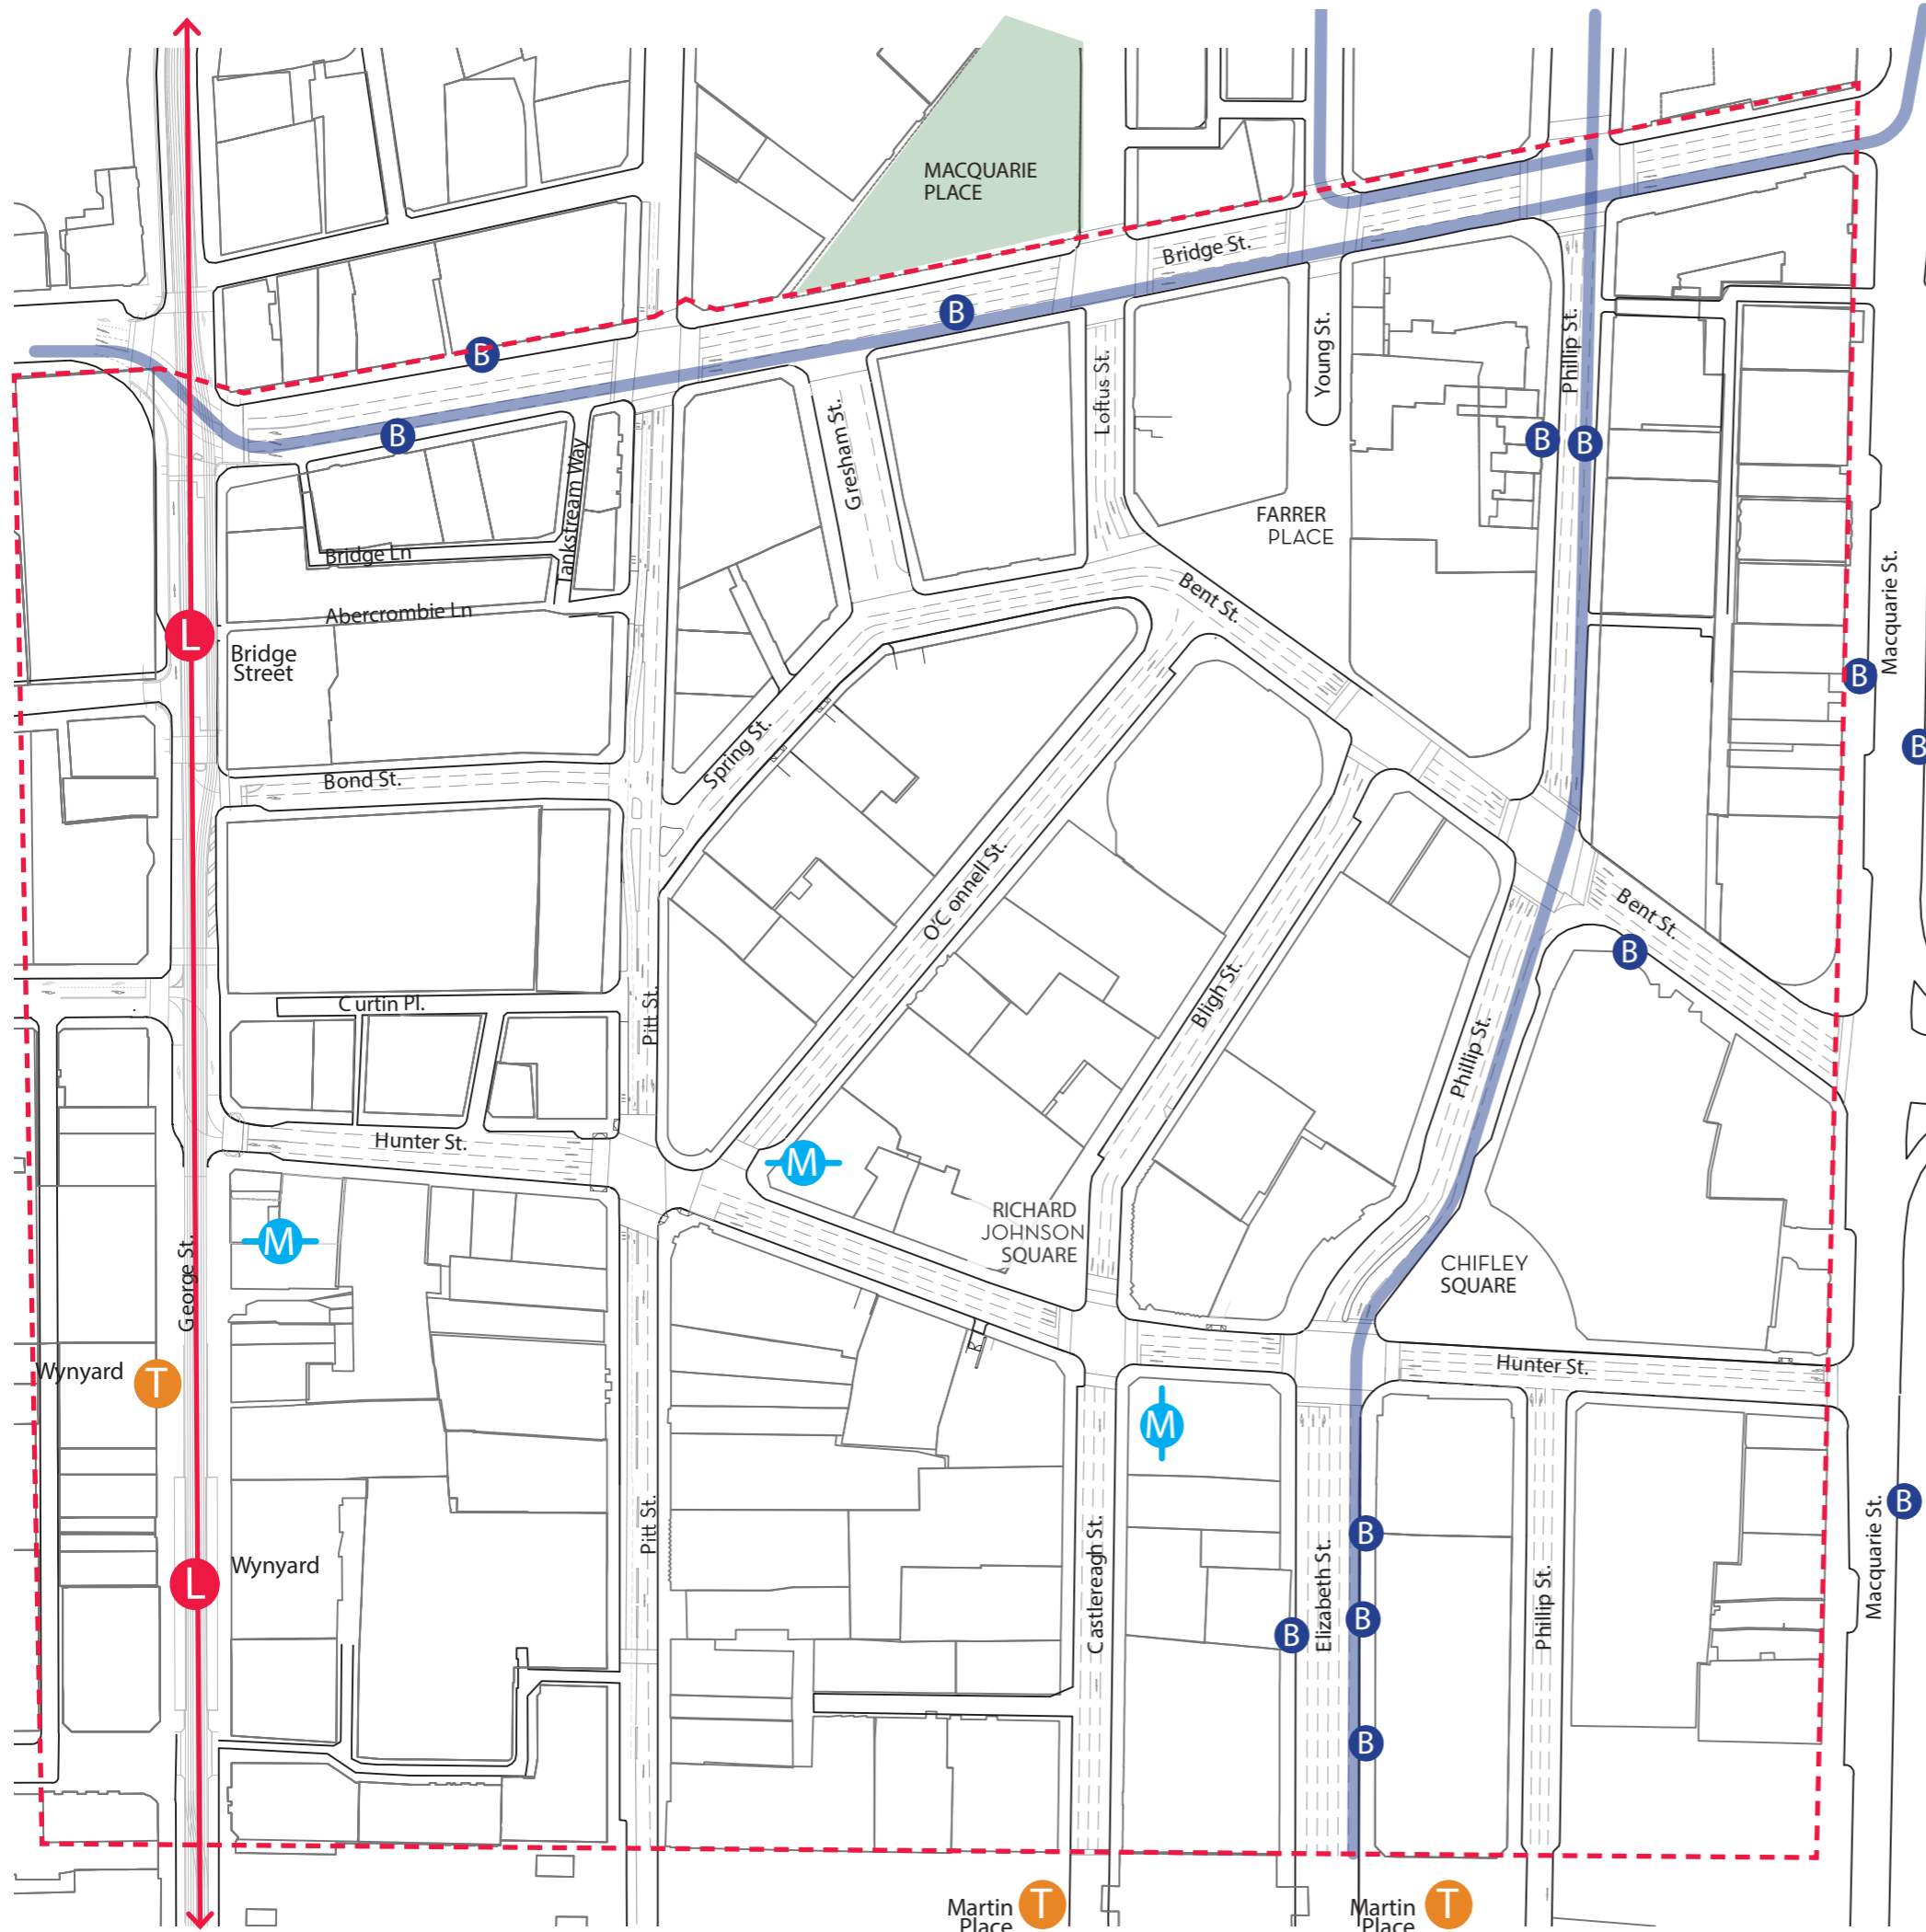 MACQUARIE
PLACE
Bridge St.
B
B
B
Young St.
Phillip St.
Loftus St.
Gresham St.
B
B
Tankstream Way
FARRER
PLACE
Bridge Ln
Abercrombie Ln
Bent St.
Macquarie St.
L
Bridge
Street
B
B
Spring St.
Bond St.
O'C onnell St.
Bent St.
B
Bligh St.
Curtin Pl.
Pitt St.
Phillip St.
Hunter St.
M
RICHARD
JOHNSON
SQUARE
M
George St.
CHIFLEY
SQUARE
Wynyard
T
Hunter St.
M
B
Macquarie St.
Pitt St.
B
Castlereagh St.
Elizabeth St.
Phillip St.
L
Wynyard
B
B
B
Martin
Place
T
Martin
Place
T